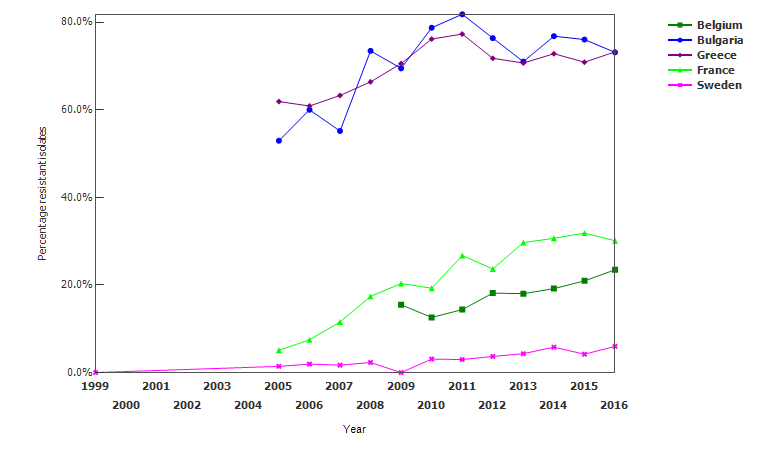 80.0%
60.0%
40.0%
20.0%
0.0%
Percentage resistant isolates
1999 2001 2003 2005 2007 2009 2011 2013 2015
2000 2002 2004 2006 2008 2010 2012 2014 2016
Year
Belgium
Bulgaria
Greece
France
Sweden